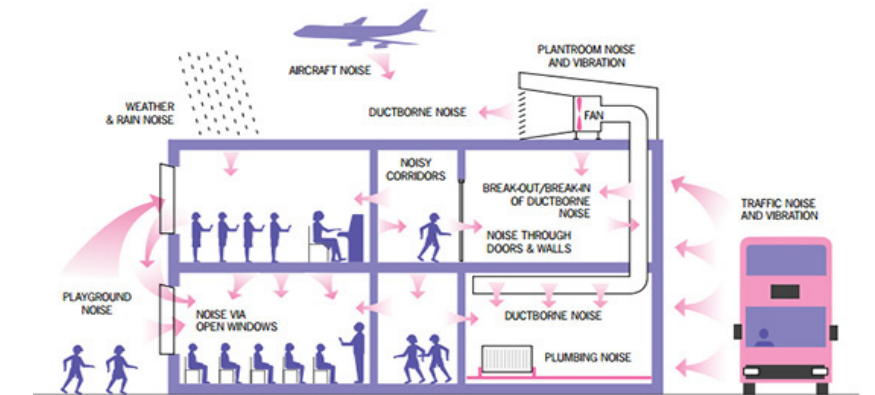 AIRCRAFT NOISE
PLANTROOM NOISE
AND VIBRATION
WEATHER
& RAIN NOISE
DUCTBORNE NOISE
FAN
NOISY
CORRIDORS
BREAK-OUT/BREAK-IN
OF DUCTBORNE
NOISE
NOISE THROUGH
DOORS & WALLS
TRAFFIC NOISE
AND VIBRATION
PLAYGROUND
NOISE
NOISE VIA
OPEN WINDOWS
DUCTBORNE NOISE
PLUMBING NOISE